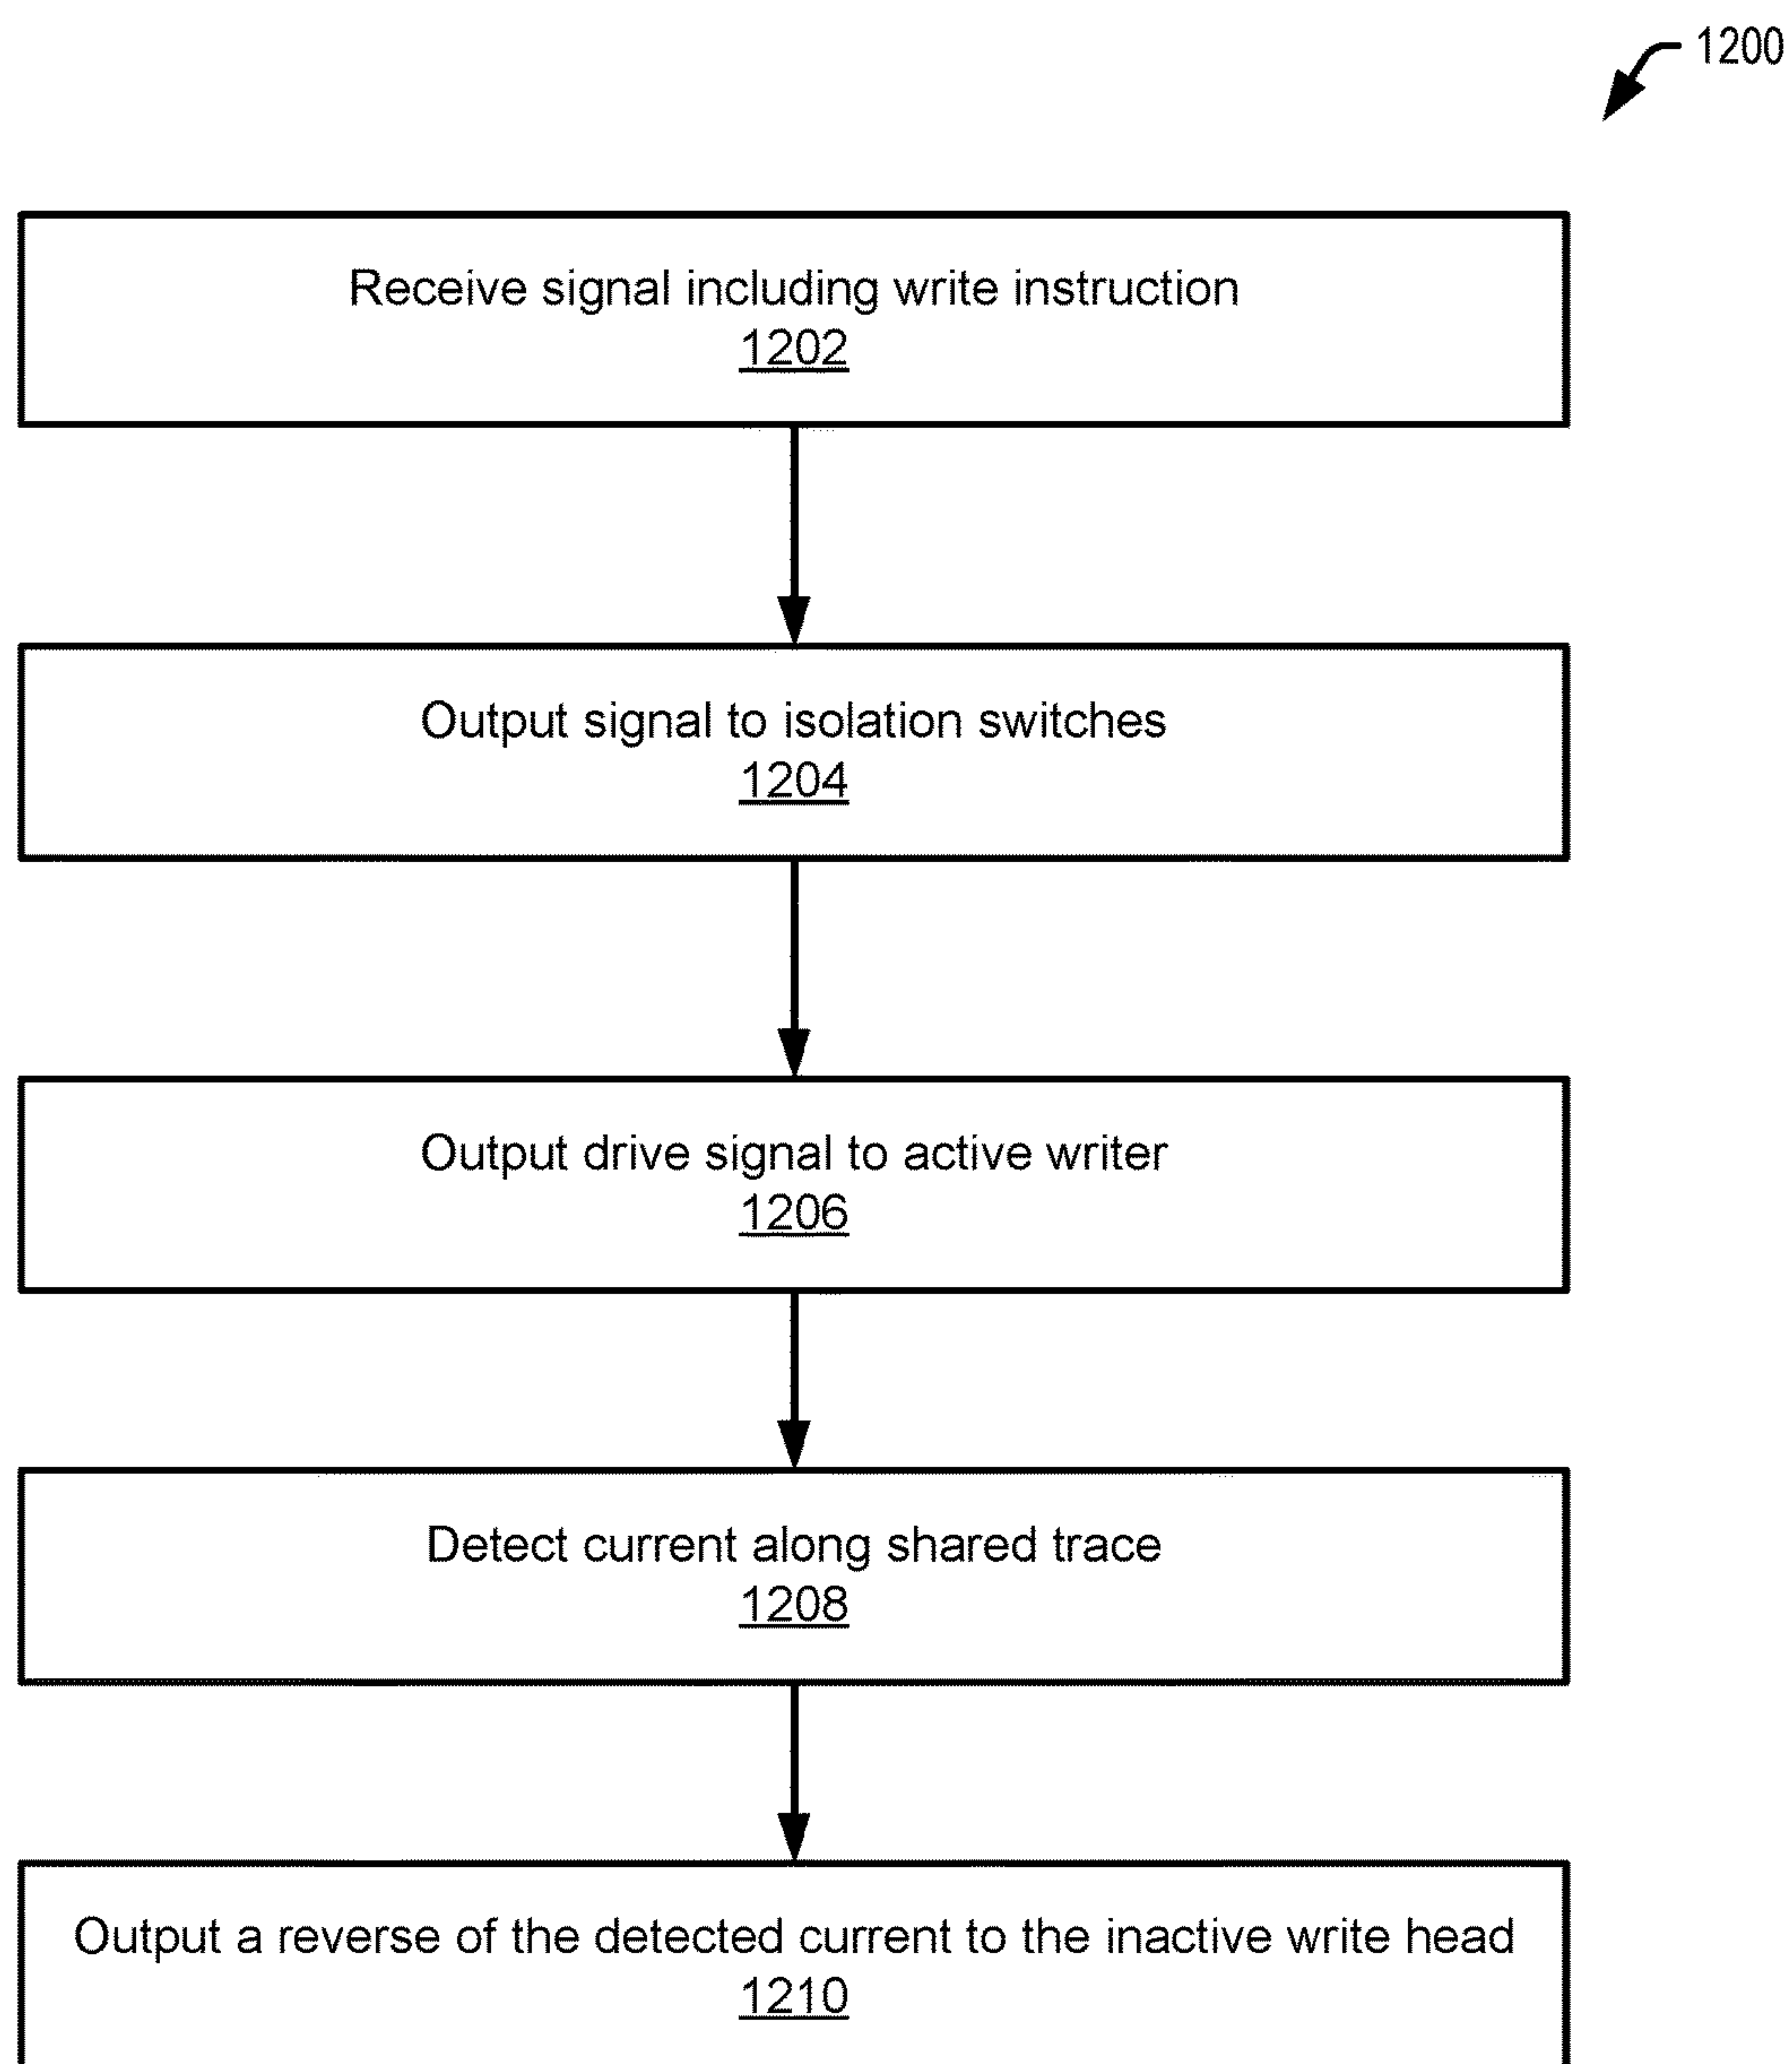 1200
Receive signal including write instruction
1202
Output signal to isolation switches
1204
Output drive signal to active writer
1206
Detect current along shared trace
1208
Output a reverse of the detected current to the inactive write head
1210